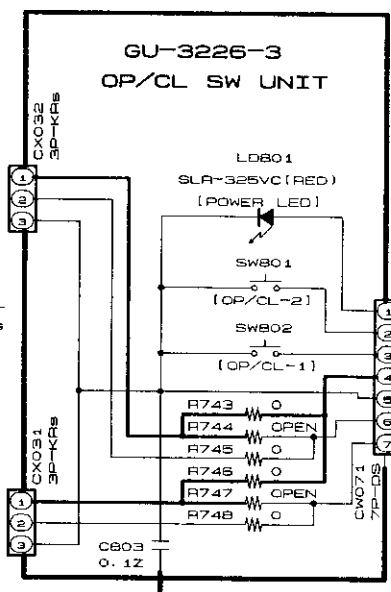 GU-3226-3
OP/CL SW UNIT
CX032
3P-KRs
1
2
3
LD801
SLR-325VC(RED)
(POWER LED)
SW801
(OP/CL-2)
SW802
(OP/CL-1)
1
2
3
4
5
6
7
CW071
7P-DS
s
R743 0
R744 OPEN
R745 0
R746 0
R747 OPEN
R748 0
CX031
3P-KRs
1
2
3
C803
0.1Z